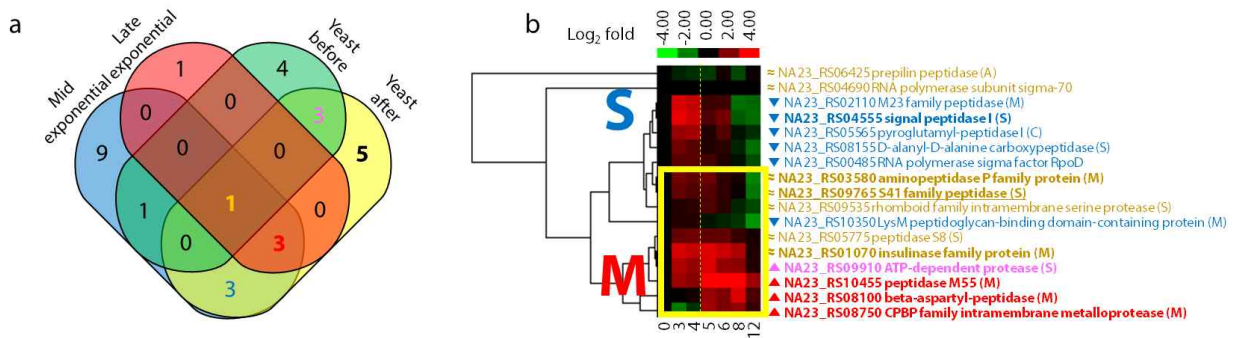 a
Mid exponential
Late exponential
Yeast before
Yeast after
1
4
0
0
3
9
0
0
5
1
1
0
0
3
3
b
Log2 fold
-4.00
-2.00
0.00
2.00
4.00
S
M
≈ NA23_RS06425 prepilin peptidase (A)
≈ NA23_RS04690 RNA polymerase subunit sigma-70
▼ NA23_RS02110 M23 family peptidase (M)
▼ NA23_RS04555 signal peptidase I (S)
▼ NA23_RS05565 pyroglutamyl-peptidase I (C)
▼ NA23_RS08155 D-alanyl-D-alanine carboxypeptidase (S)
▼ NA23_RS00485 RNA polymerase sigma factor RpoD
≈ NA23_RS03580 aminopeptidase P family protein (M)
≈ NA23_RS09765 S41 family peptidase (S)
≈ NA23_RS09535 rhomboid family intramembrane serine protease (S)
▼ NA23_RS10350 LysM peptidoglycan-binding domain-containing protein (M)
≈ NA23_RS05775 peptidase S8 (S)
≈ NA23_RS01070 insulinase family protein (M)
▲ NA23_RS09910 ATP-dependent protease (S)
▲ NA23_RS10455 peptidase M55 (M)
▲ NA23_RS08100 beta-aspartyl-peptidase (M)
▲ NA23_RS08750 CPBP family intramembrane metalloprotease (M)
0 3 4 5 6 8 12